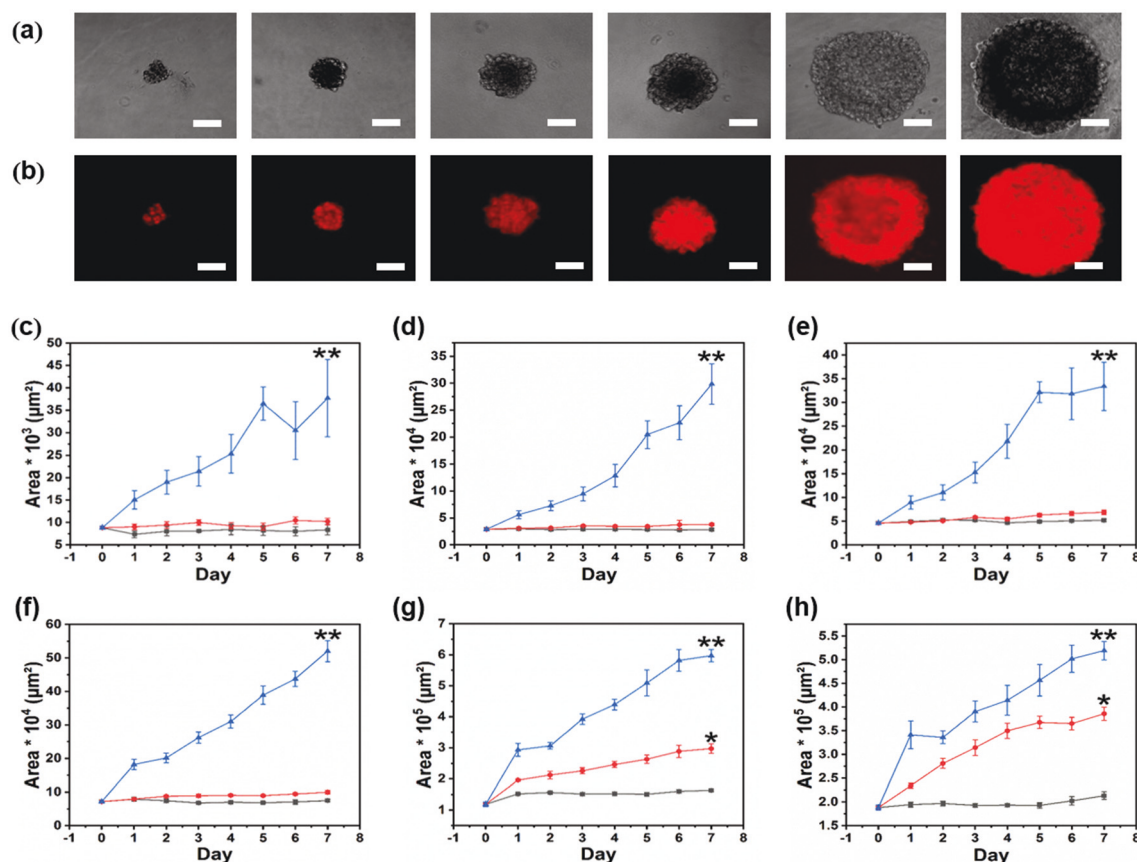 (a)
(b)
(c) (d) (e)
50
45
40
35
30
25
20
15
10
5
Area * 10³ (µm²)
**
-1 0 1 2 3 4 5 6 7 8
Day
35
30
25
20
15
10
5
0
Area * 10⁴ (µm²)
**
-1 0 1 2 3 4 5 6 7 8
Day
40
35
30
25
20
15
10
5
0
Area * 10⁴ (µm²)
**
-1 0 1 2 3 4 5 6 7 8
Day
(f) (g) (h)
60
50
40
30
20
10
0
Area * 10⁴ (µm²)
**
-1 0 1 2 3 4 5 6 7 8
Day
7
6
5
4
3
2
1
Area * 10⁵ (µm²)
**
*
-1 0 1 2 3 4 5 6 7 8
Day
5.5
5.0
4.5
4.0
3.5
3.0
2.5
2.0
1.5
Area * 10⁵ (µm²)
**
*
-1 0 1 2 3 4 5 6 7 8
Day